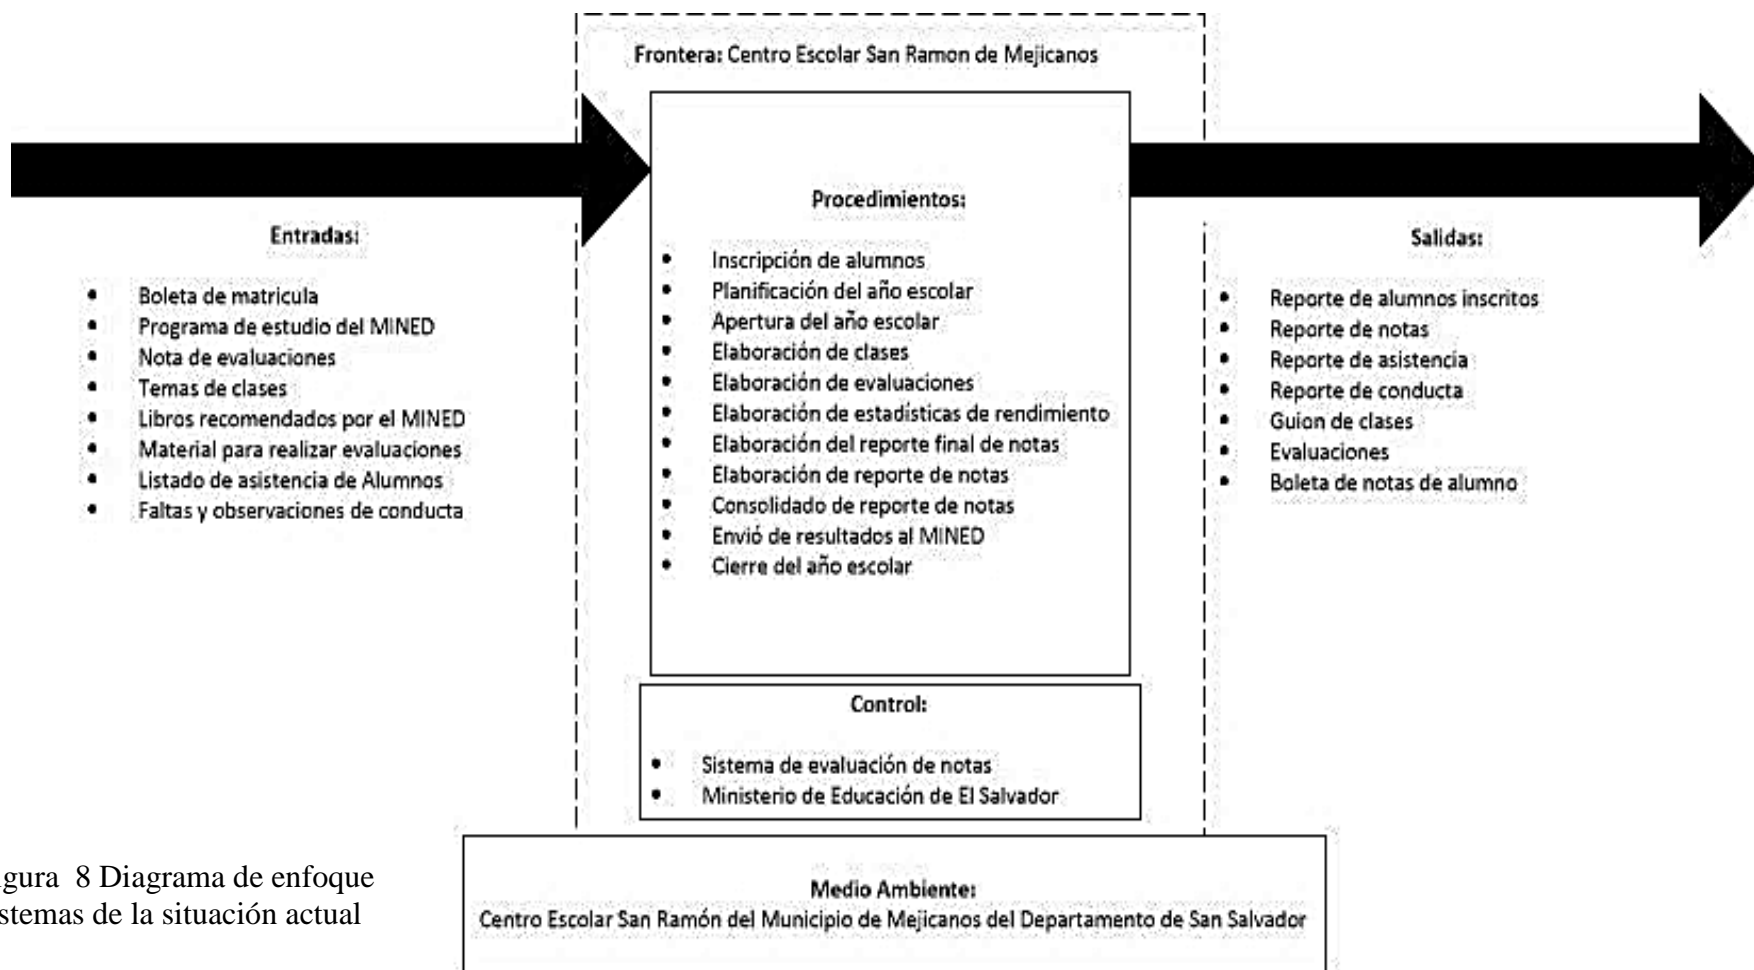 Frontera: Centro Escolar San Ramon de Mejicanos
Entradas:
• Boleta de matricula
• Programa de estudio del MINED
• Nota de evaluaciones
• Temas de clases
• Libros recomendados por el MINED
• Material para realizar evaluaciones
• Listado de asistencia de Alumnos
• Faltas y observaciones de conducta
Procedimientos:
• Inscripción de alumnos
• Planificación del año escolar
• Apertura del año escolar
• Elaboración de clases
• Elaboración de evaluaciones
• Elaboración de estadísticas de rendimiento
• Elaboración del reporte final de notas
• Elaboración de reporte de notas
• Consolidado de reporte de notas
• Envió de resultados al MINED
• Cierre del año escolar
Salidas:
• Reporte de alumnos inscritos
• Reporte de notas
• Reporte de asistencia
• Reporte de conducta
• Guion de clases
• Evaluaciones
• Boleta de notas de alumno
Control:
• Sistema de evaluación de notas
• Ministerio de Educación de El Salvador
Medio Ambiente:
Centro Escolar San Ramón del Municipio de Mejicanos del Departamento de San Salvador
gura 8 Diagrama de enfoque
stemas de la situación actual